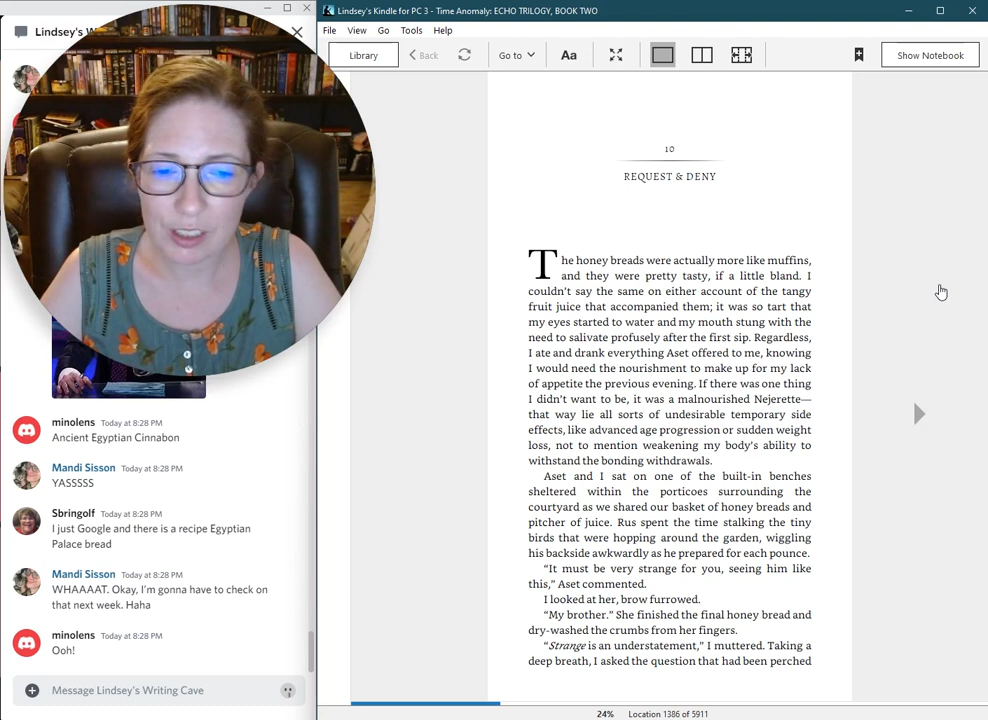 Lindsey's W
minolens Today at 8:28 PM
Ancient Egyptian Cinnabon
Mandi Sisson Today at 8:28 PM
YASSSSS
Sbringolf Today at 8:28 PM
I just Google and there is a recipe Egyptian
Palace bread
Mandi Sisson Today at 8:28 PM
WHAAAAT. Okay, I'm gonna have to check on
that next week. Haha
minolens Today at 8:28 PM
Ooh!
Message Lindsey's Writing Cave
Lindsey's Kindle for PC 3 - Time Anomaly: ECHO TRILOGY, BOOK TWO
File View Go Tools Help
Library Back Go to Aa Show Notebook
10
REQUEST & DENY
The honey breads were actually more like muffins,
and they were pretty tasty, if a little bland. I
couldn't say the same on either account of the tangy
fruit juice that accompanied them; it was so tart that
my eyes started to water and my mouth stung with the
need to salivate profusely after the first sip. Regardless,
I ate and drank everything Aset offered to me, knowing
I would need the nourishment to make up for my lack
of appetite the previous evening. If there was one thing
I didn't want to be, it was a malnourished Nejerette—
that way lie all sorts of undesirable temporary side
effects, like advanced age progression or sudden weight
loss, not to mention weakening my body's ability to
withstand the bonding withdrawals.
Aset and I sat on one of the built-in benches
sheltered within the porticoes surrounding the
courtyard as we shared our basket of honey breads and
pitcher of juice. Rus spent the time stalking the tiny
birds that were hopping around the garden, wiggling
his backside awkwardly as he prepared for each pounce.
“It must be very strange for you, seeing him like
this,” Aset commented.
I looked at her, brow furrowed.
“My brother.” She finished the final honey bread and
dry-washed the crumbs from her fingers.
“Strange is an understatement,” I muttered. Taking a
deep breath, I asked the question that had been perched
24% Location 1386 of 5911